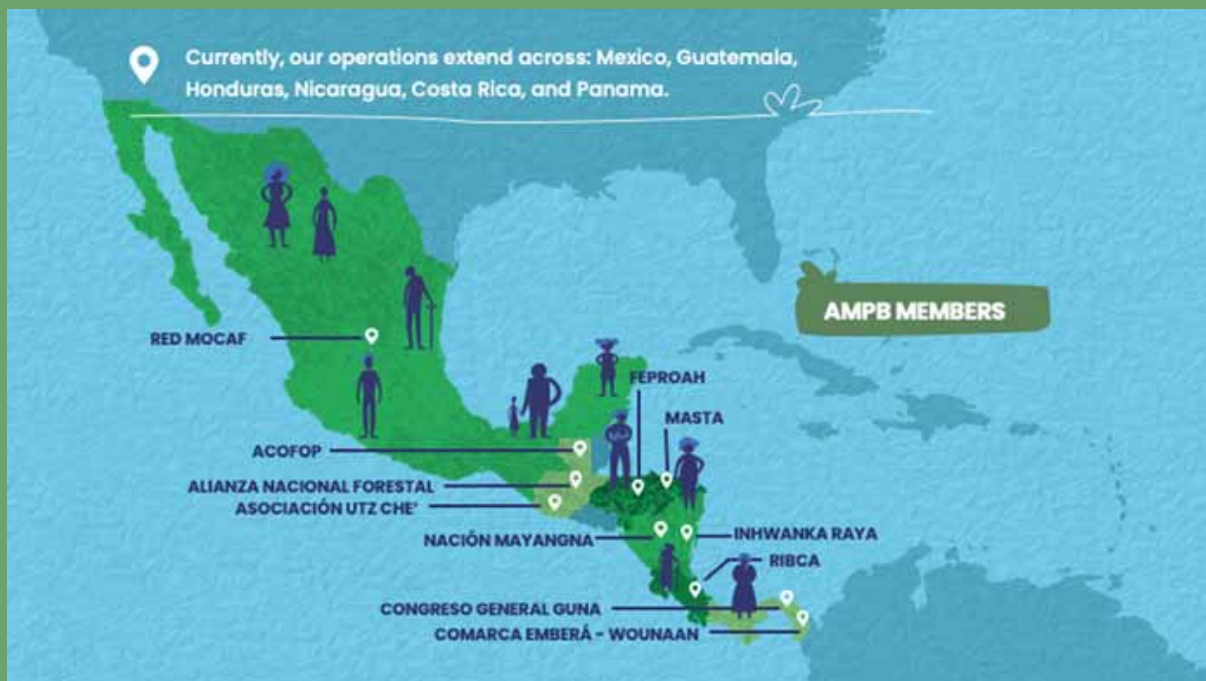 Currently, our operations extend across: Mexico, Guatemala,
Honduras, Nicaragua, Costa Rica, and Panama.
AMPB MEMBERS
RED MOCAF
FEPROAH
MASTA
ACOFOP
ALIANZA NACIONAL FORESTAL
ASOCIACIÓN UTZ CHE'
NACIÓN MAYANGNA
INHWANKA RAYA
RIBCA
CONGRESO GENERAL GUNA
COMARCA EMBERÁ - WOUNAAN